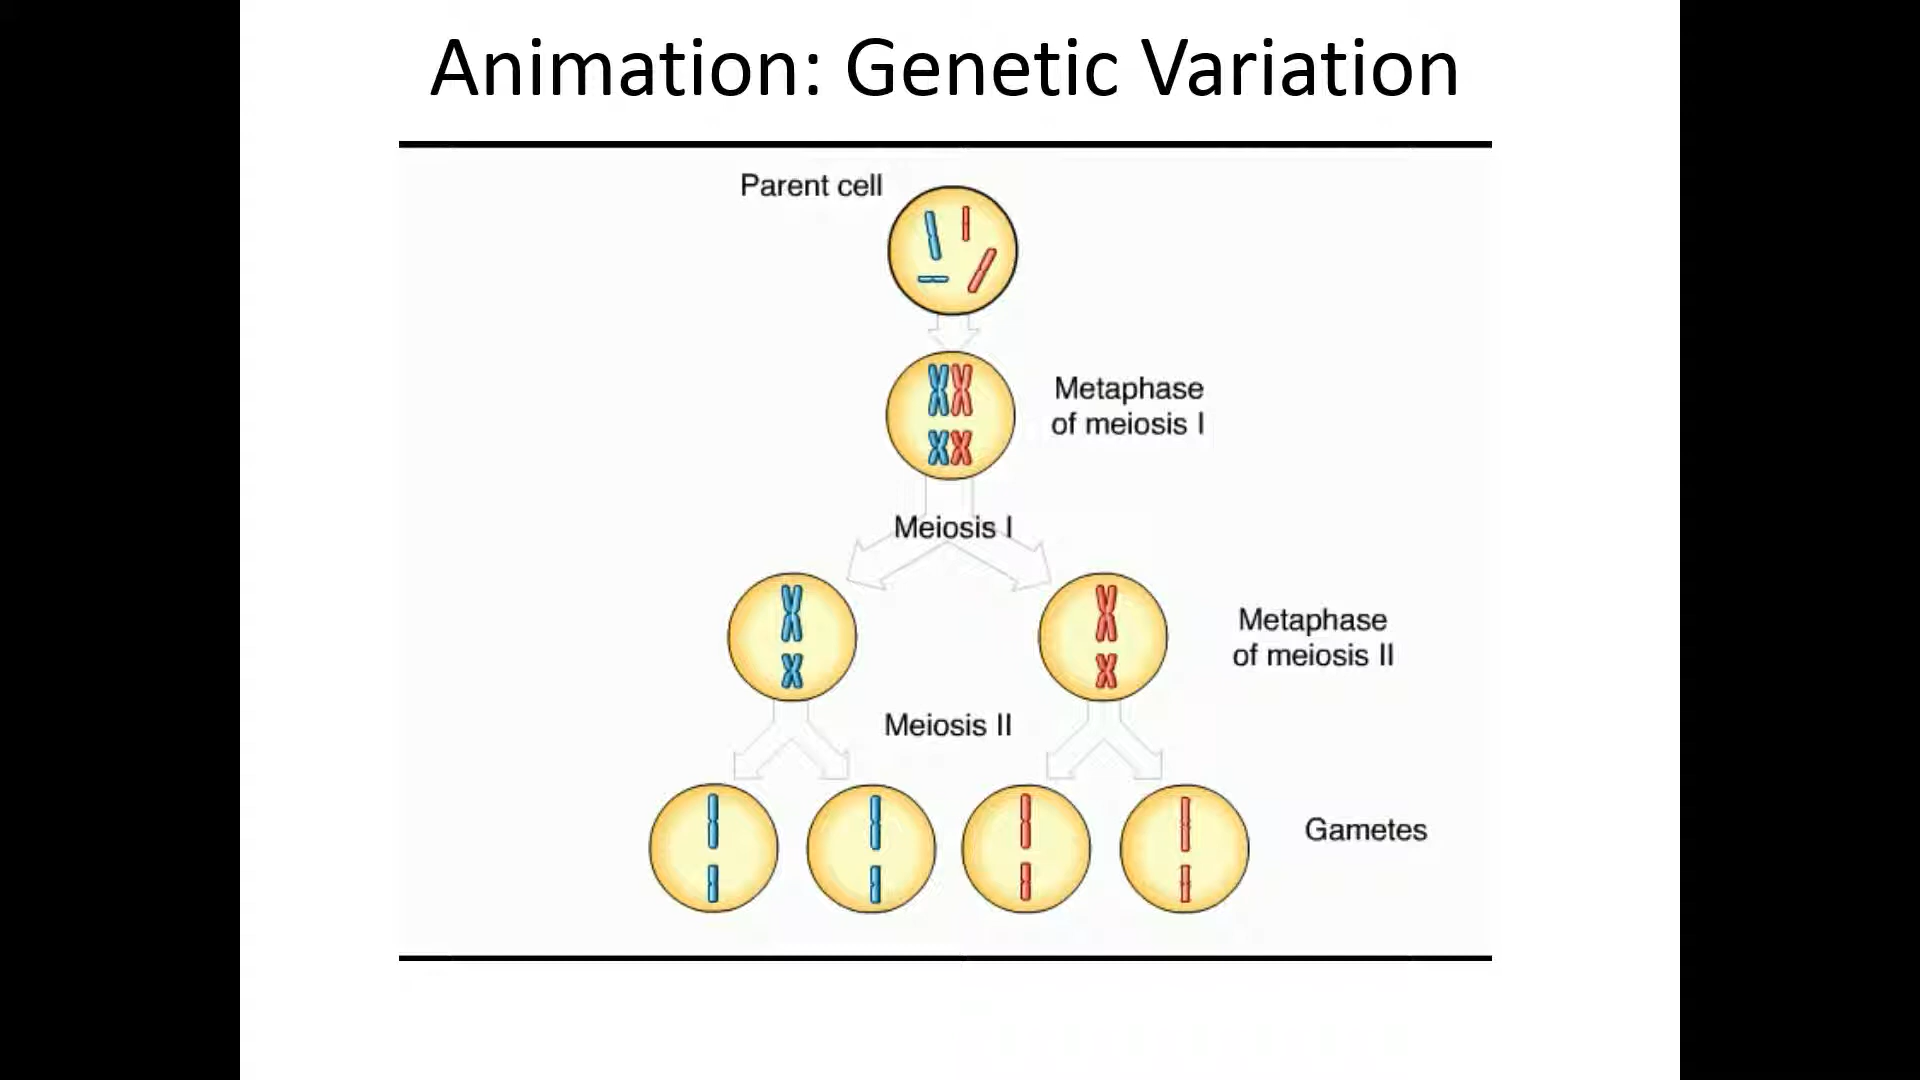 Animation: Genetic Variation
Parent cell
Metaphase
of meiosis I
Meiosis I
Metaphase
of meiosis II
Meiosis II
Gametes